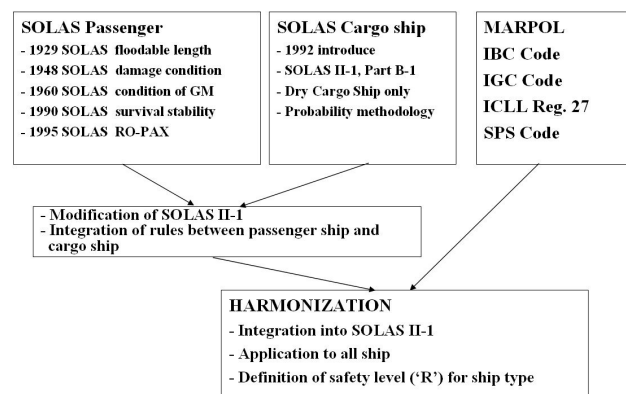 SOLAS Passenger
- 1929 SOLAS floodable length
- 1948 SOLAS damage condition
- 1960 SOLAS condition of GM
- 1990 SOLAS survival stability
- 1995 SOLAS RO-PAX
SOLAS Cargo ship
- 1992 introduce
- SOLAS II-1, Part B-1
- Dry Cargo Ship only
- Probability methodology
MARPOL
IBC Code
IGC Code
ICLL Reg. 27
SPS Code
- Modification of SOLAS II-1
- Integration of rules between passenger ship and
cargo ship
HARMONIZATION
- Integration into SOLAS II-1
- Application to all ship
- Definition of safety level ('R') for ship type